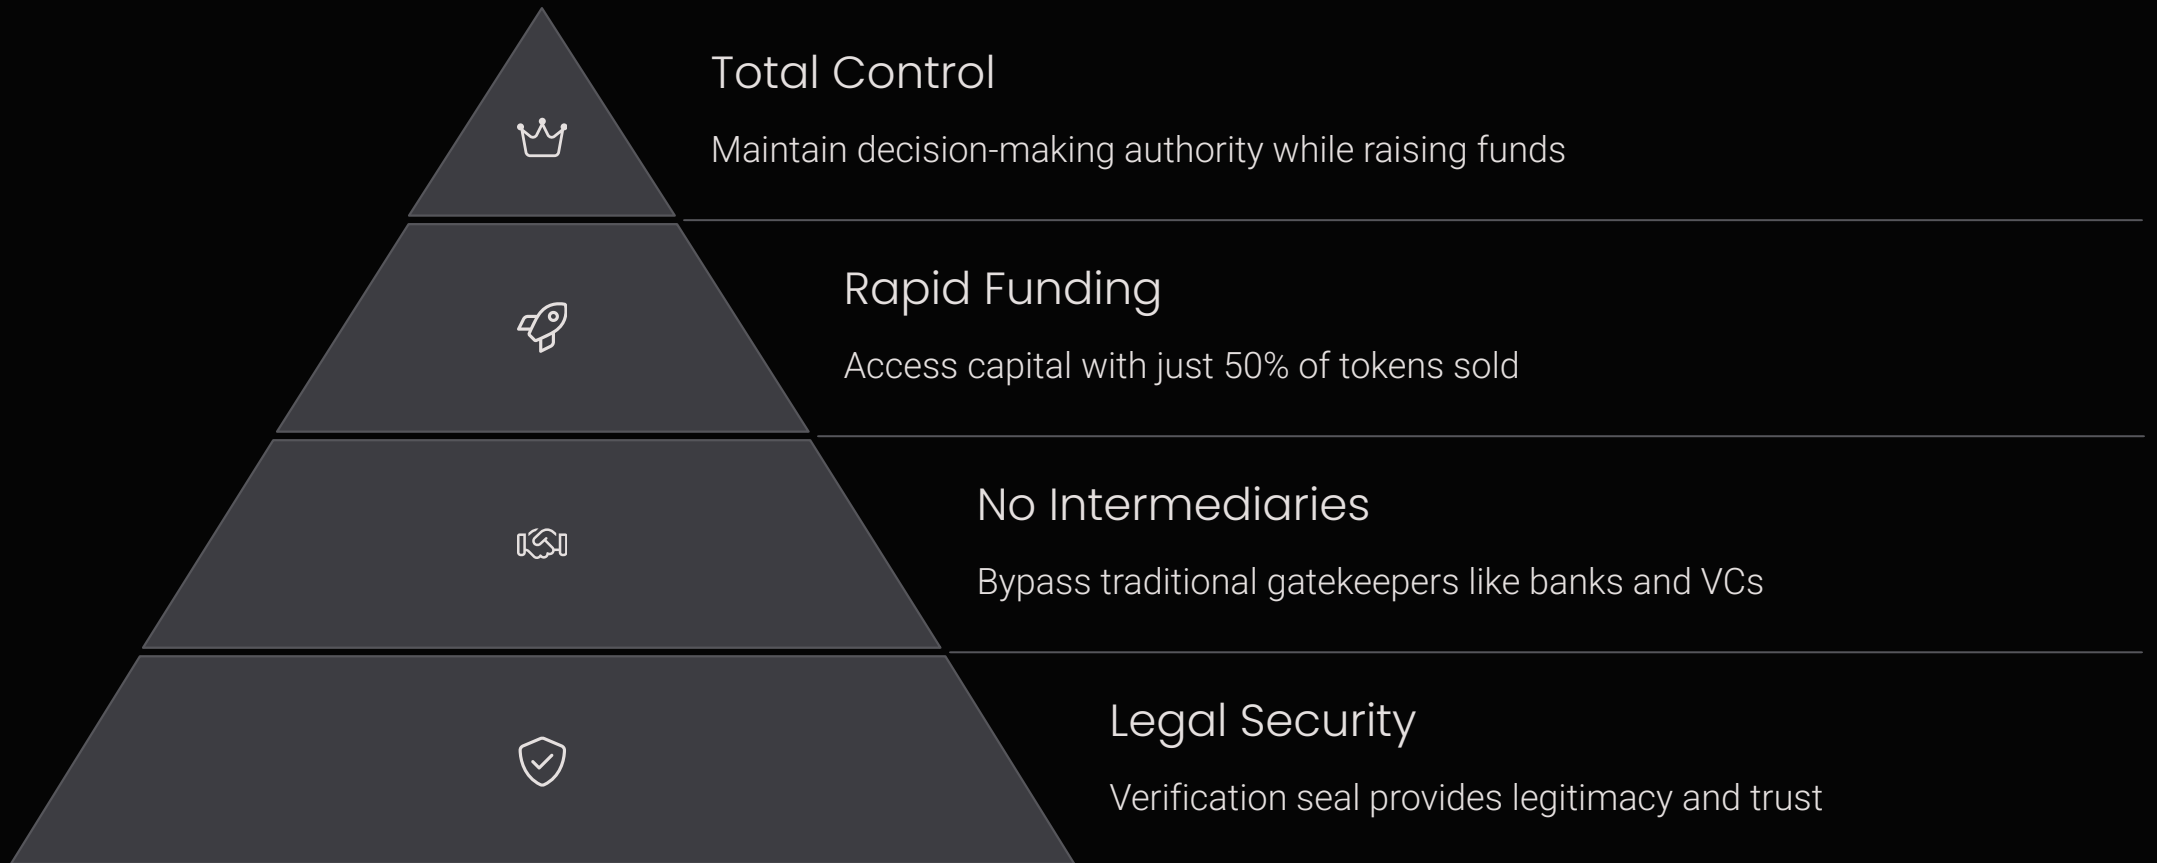 Total Control
Maintain decision-making authority while raising funds
Rapid Funding
Access capital with just 50% of tokens sold
No Intermediaries
Bypass traditional gatekeepers like banks and VCs
Legal Security
Verification seal provides legitimacy and trust